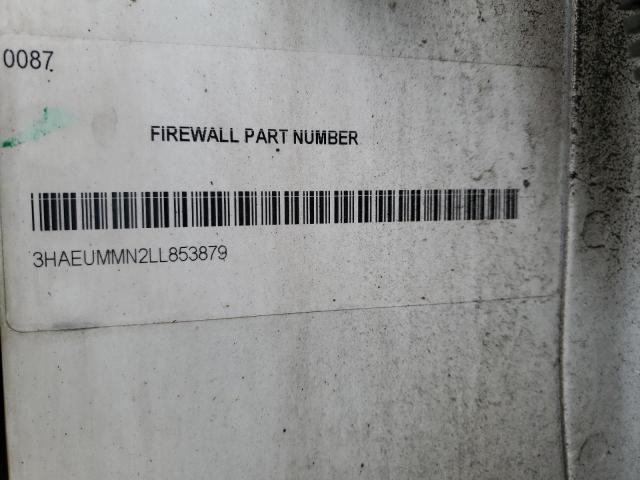 0087
FIREWALL PART NUMBER
3HAEUMMN2LL853879